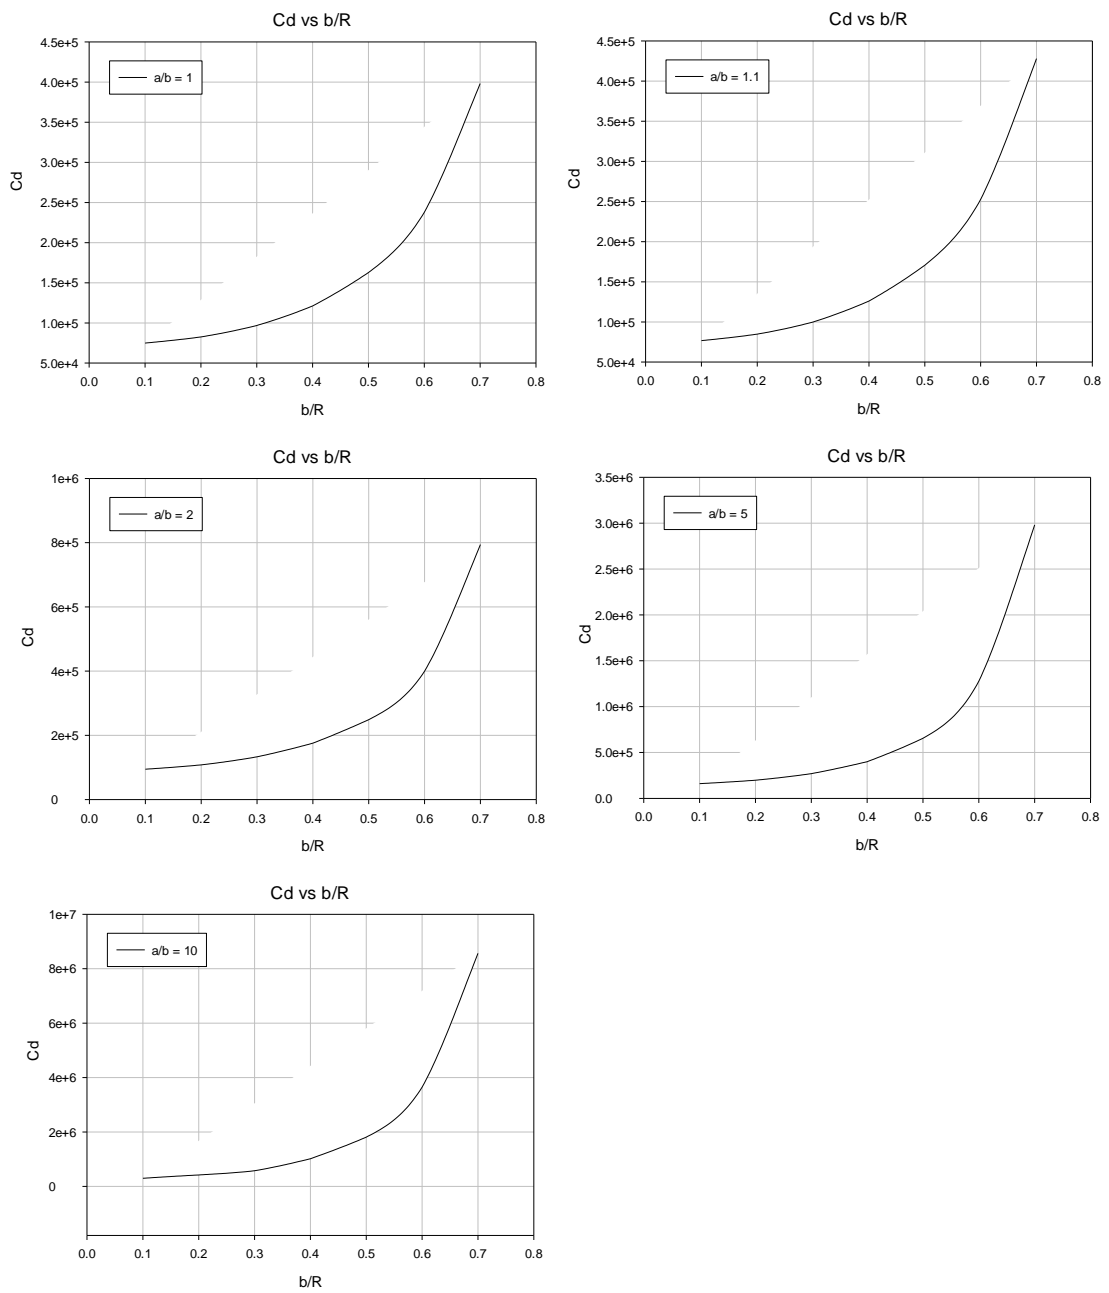 Cd vs b/R
4.5e+5
4.0e+5
3.5e+5
3.0e+5
2.5e+5
2.0e+5
1.5e+5
1.0e+5
5.0e+4
Cd
a/b = 1
0.0 0.1 0.2 0.3 0.4 0.5 0.6 0.7 0.8
b/R
Cd vs b/R
4.5e+5
4.0e+5
3.5e+5
3.0e+5
2.5e+5
2.0e+5
1.5e+5
1.0e+5
5.0e+4
Cd
a/b = 1.1
0.0 0.1 0.2 0.3 0.4 0.5 0.6 0.7 0.8
b/R
Cd vs b/R
1e+6
8e+5
6e+5
4e+5
2e+5
0
Cd
a/b = 2
0.0 0.1 0.2 0.3 0.4 0.5 0.6 0.7 0.8
b/R
Cd vs b/R
3.5e+6
3.0e+6
2.5e+6
2.0e+6
1.5e+6
1.0e+6
5.0e+5
0.0
Cd
a/b = 5
0.0 0.1 0.2 0.3 0.4 0.5 0.6 0.7 0.8
b/R
Cd vs b/R
1e+7
8e+6
6e+6
4e+6
2e+6
0
Cd
a/b = 10
0.0 0.1 0.2 0.3 0.4 0.5 0.6 0.7 0.8
b/R